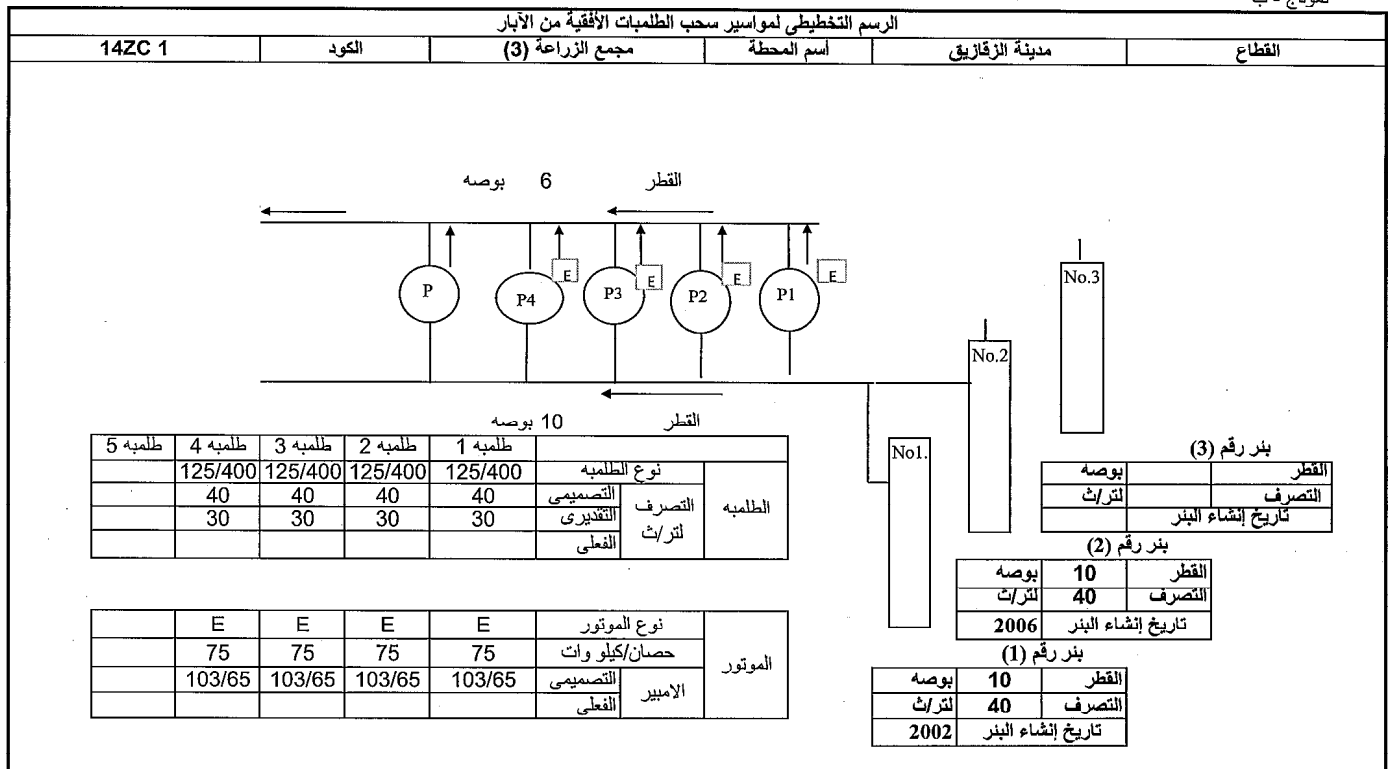 نموذج - ب
الرسم التخطيطى لمواسير سحب الطلمبات الأفقية من الآبار
القطاع مدينة الزقازيق أسم المحطة مجمع الزراعة (3) الكود 14ZC 1
القطر 6 بوصه
P P4 E P3 E P2 E P1 E
No.3
No.2
No1.
القطر 10 بوصه
طلمبه 1 طلمبه 2 طلمبه 3 طلمبه 4 طلمبه 5
الطلمبه
نوع الطلمبه 125/400 125/400 125/400 125/400
التصرف لتر/ث
التصميمى 40 40 40 40
التقديرى 30 30 30 30
الفعلى
الموتور
نوع الموتور E E E E
حصان/كيلو وات 75 75 75 75
الامبير
التصميمى 103/65 103/65 103/65 103/65
الفعلى
بئر رقم (3)
القطر بوصه
التصرف لتر/ث
تاريخ إنشاء البئر
بئر رقم (2)
القطر 10 بوصه
التصرف 40 لتر/ث
تاريخ إنشاء البئر 2006
بئر رقم (1)
القطر 10 بوصه
التصرف 40 لتر/ث
تاريخ إنشاء البئر 2002